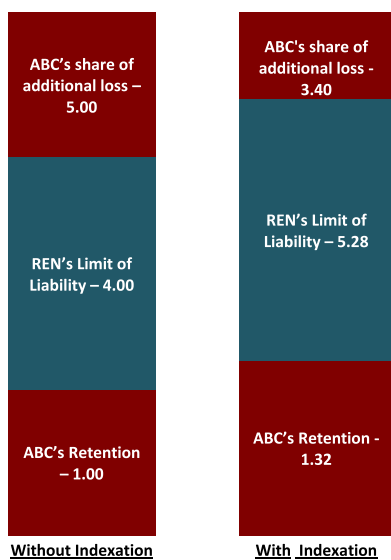 ABC’s share of
additional loss –
5.00
REN’s Limit of
Liability – 4.00
ABC’s Retention
– 1.00
Without Indexation
ABC's share of
additional loss -
3.40
REN’s Limit of
Liability – 5.28
ABC’s Retention -
1.32
With  Indexation